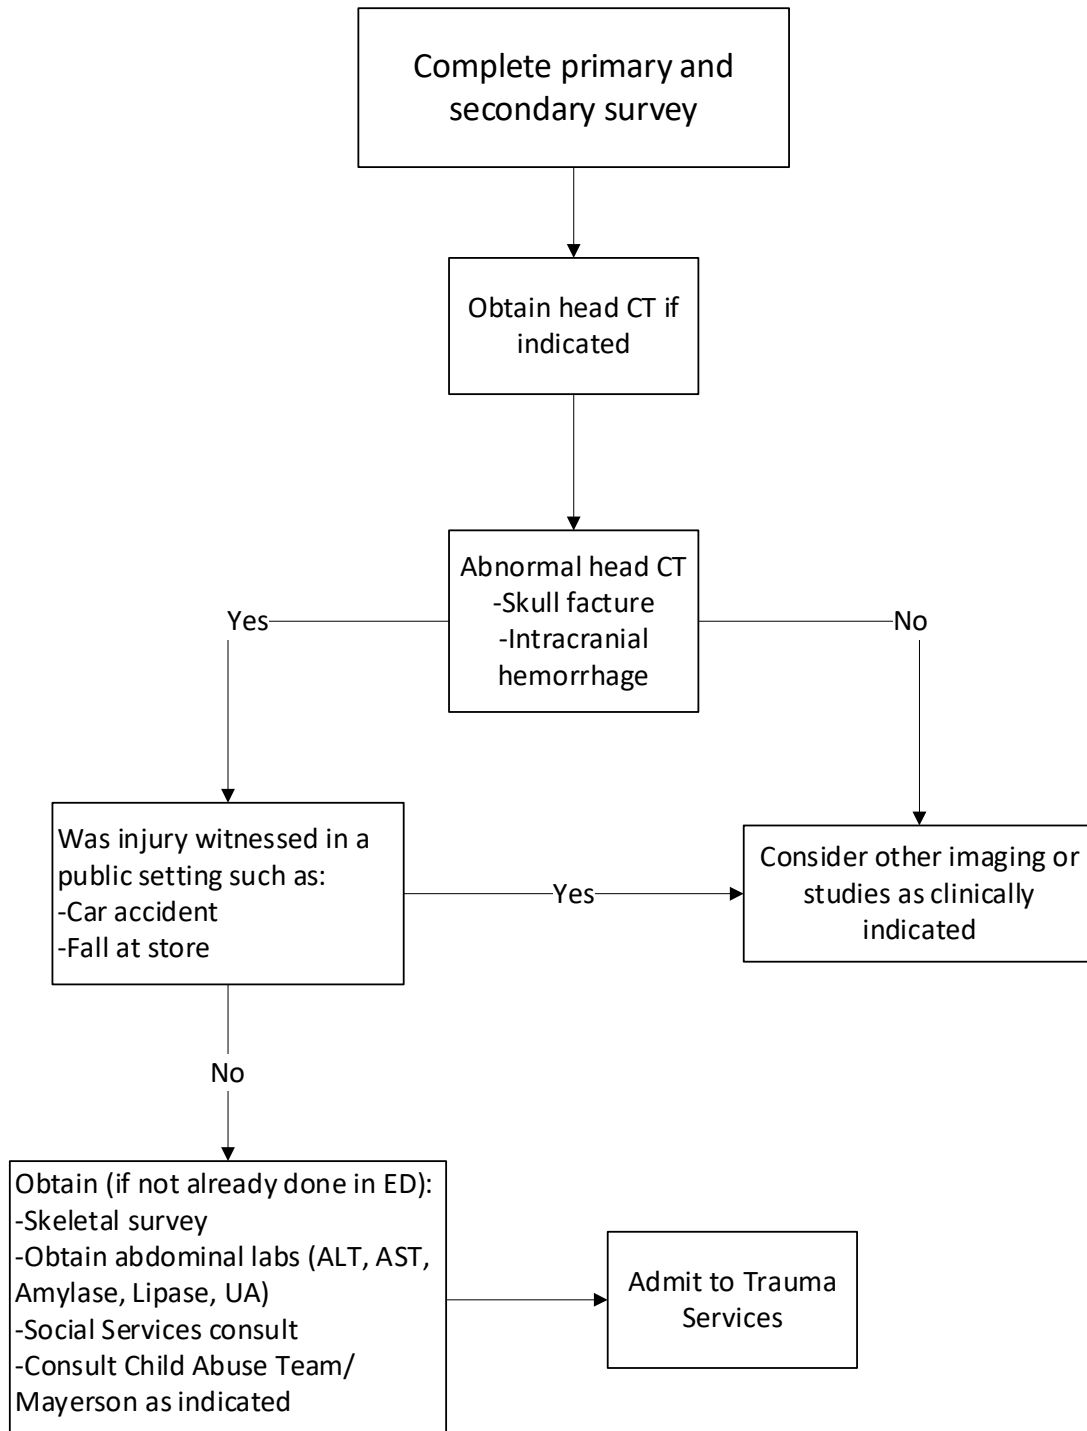 Complete primary and
secondary survey
Obtain head CT if
indicated
Abnormal head CT
-Skull facture
-Intracranial
hemorrhage
Yes
No
Was injury witnessed in a
public setting such as:
-Car accident
-Fall at store
Yes
Consider other imaging or
studies as clinically
indicated
No
Obtain (if not already done in ED):
-Skeletal survey
-Obtain abdominal labs (ALT, AST,
Amylase, Lipase, UA)
-Social Services consult
-Consult Child Abuse Team/
Mayerson as indicated
Admit to Trauma
Services